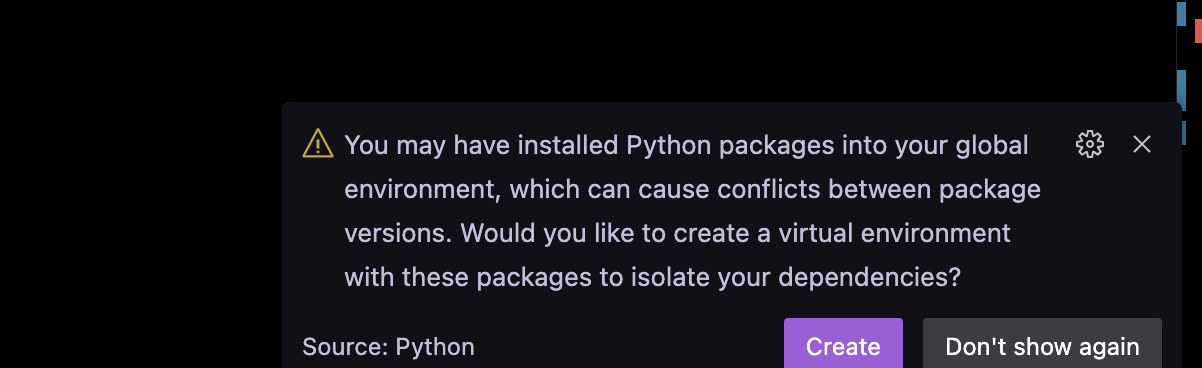 You may have installed Python packages into your global
environment, which can cause conflicts between package
versions. Would you like to create a virtual environment
with these packages to isolate your dependencies?
Source: Python
Create
Don't show again